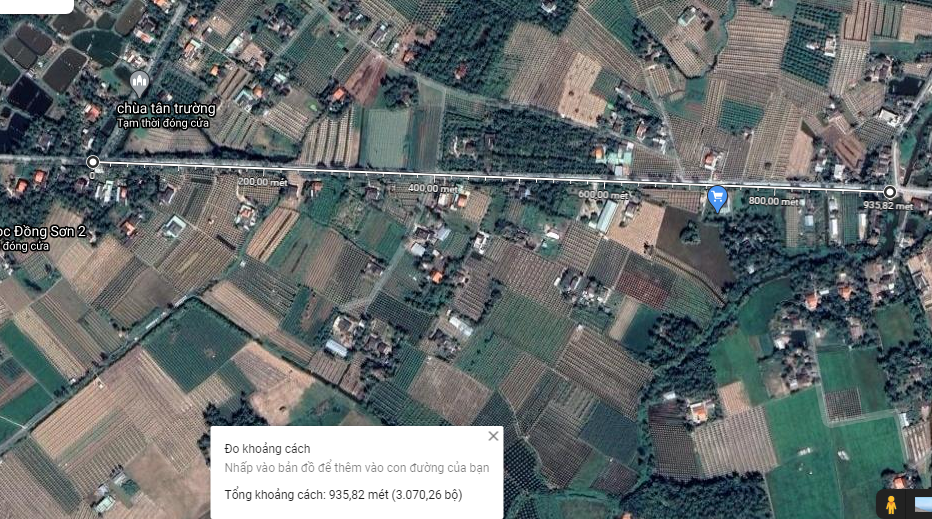 chùa tân trường
Tạm thời đóng cửa
0
200,00 mét
400,00 mét
600,00 mét
800,00 mét
935,82 mét
ọc Đồng Sơn 2
đóng cửa
Đo khoảng cách
Nhấp vào bản đồ để thêm vào con đường của bạn
Tổng khoảng cách: 935,82 mét (3.070,26 bộ)